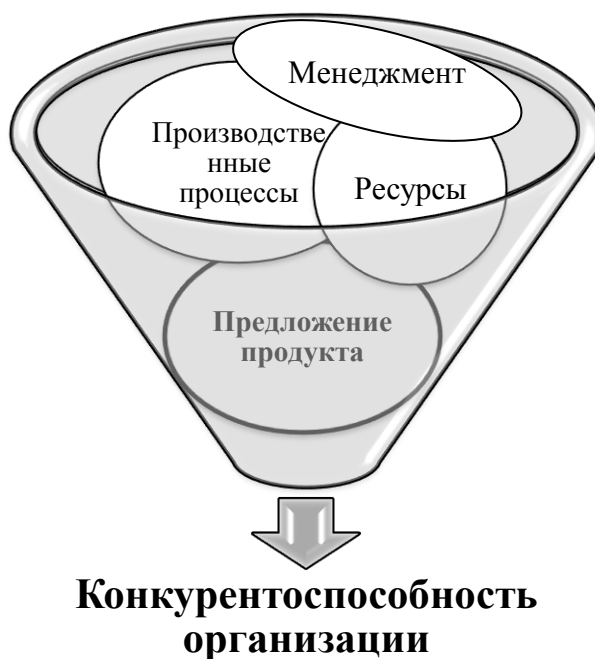 Менеджмент
Производстве
нные
процессы
Ресурсы
Предложение
продукта
Конкурентоспособность
организации